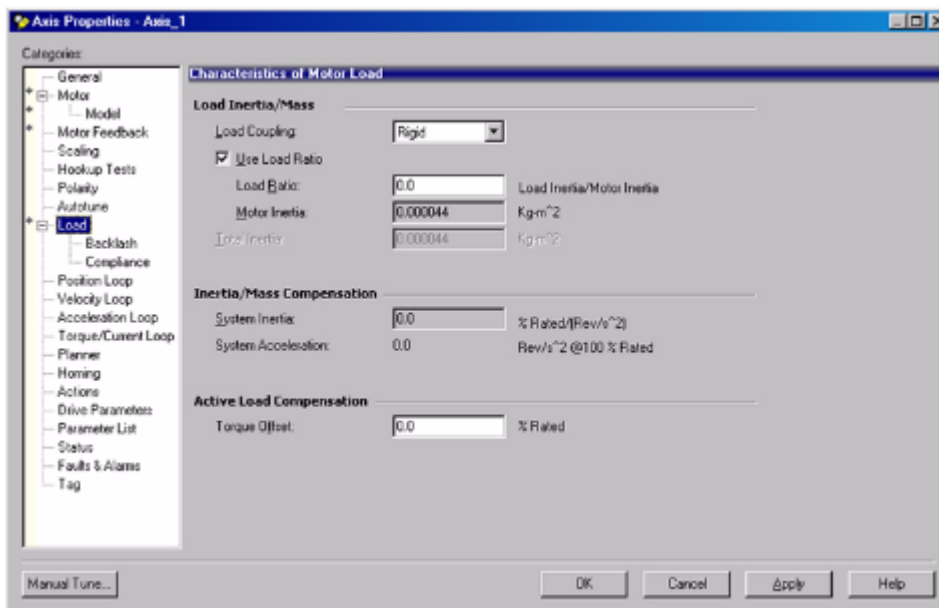 Axis Properties - Axis_1
Categories:
General
Motor
Model
Motor Feedback
Scaling
Hookup Tests
Polarity
Autotune
Load
Backlash
Compliance
Position Loop
Velocity Loop
Acceleration Loop
Torque/Current Loop
Planner
Homing
Actions
Drive Parameters
Parameter List
Status
Faults & Alarms
Tag
Characteristics of Motor Load
Load Inertia/Mass
Load Coupling: Rigid
Use Load Ratio
Load Ratio: 0.0 Load Inertia/Motor Inertia
Motor Inertia: 0.000044 Kg-m^2
Total Inertia: 0.000044 Kg-m^2
Inertia/Mass Compensation
System Inertia: 0.0 % Rated/(Rev/s^2)
System Acceleration: 0.0 Rev/s^2 @100 % Rated
Active Load Compensation
Torque Offset: 0.0 % Rated
Manual Tune... OK Cancel Apply Help